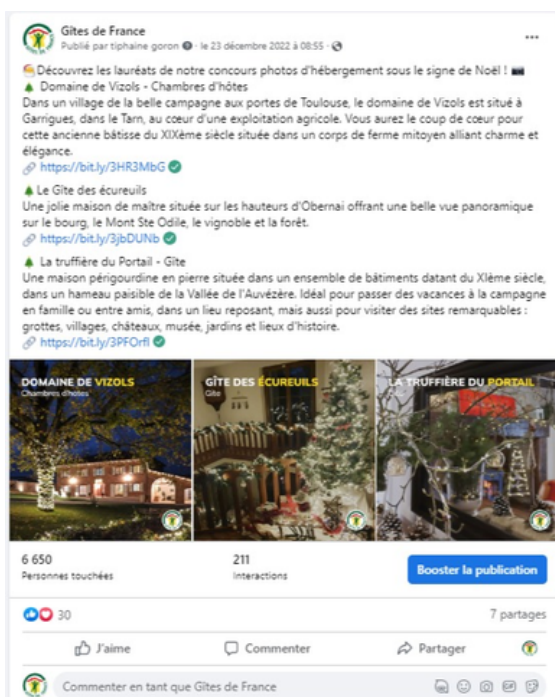 Gîtes de France
Publié par tiphaine goron · le 23 décembre 2022 à 08:55 ·
Découvrez les lauréats de notre concours photos d'hébergement sous le signe de Noël !
Domaine de Vizols - Chambres d'hôtes
Dans un village de la belle campagne aux portes de Toulouse, le domaine de Vizols est situé à
Garrigues, dans le Tarn, au cœur d'une exploitation agricole. Vous aurez le coup de cœur pour
cette ancienne bâtisse du XIXème siècle située dans un corps de ferme mitoyen alliant charme et
élégance.
https://bit.ly/3HR3MbG
Le Gîte des écureuils
Une jolie maison de maître située sur les hauteurs d'Obernai offrant une belle vue panoramique
sur le bourg, le Mont Ste Odile, le vignoble et la forêt.
https://bit.ly/3jbDUNb
La truffière du Portail - Gîte
Une maison périgourdine en pierre située dans un ensemble de bâtiments datant du XIème siècle,
dans un hameau paisible de la Vallée de l'Auvézère. Idéal pour passer des vacances à la campagne
en famille ou entre amis, dans un lieu reposant, mais aussi pour visiter des sites remarquables :
grottes, villages, châteaux, musée, jardins et lieux d'histoire.
https://bit.ly/3PFOrfl
DOMAINE DE VIZOLS
Chambres d'hôtes
GÎTE DES ÉCUREUILS
Gîte
LA TRUFFIÈRE DU PORTAIL
6 650
Personnes touchées
211
Interactions
Booster la publication
30
7 partages
J'aime
Commenter
Partager
Commenter en tant que Gîtes de France